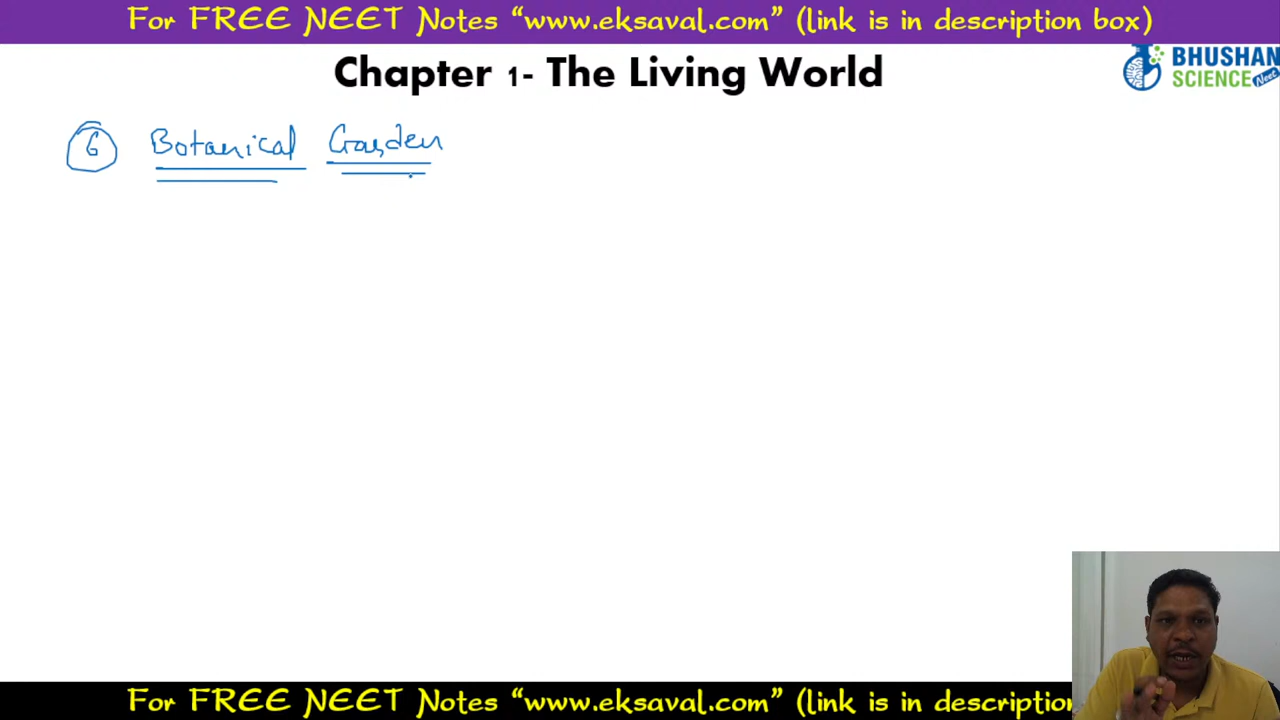 For FREE NEET Notes “www.eksaval.com” (link is in description box)
Chapter 1- The Living World
BHUSHAN
SCIENCE Neet
6 Botanical Garden
For FREE NEET Notes “www.eksaval.com” (link is in description